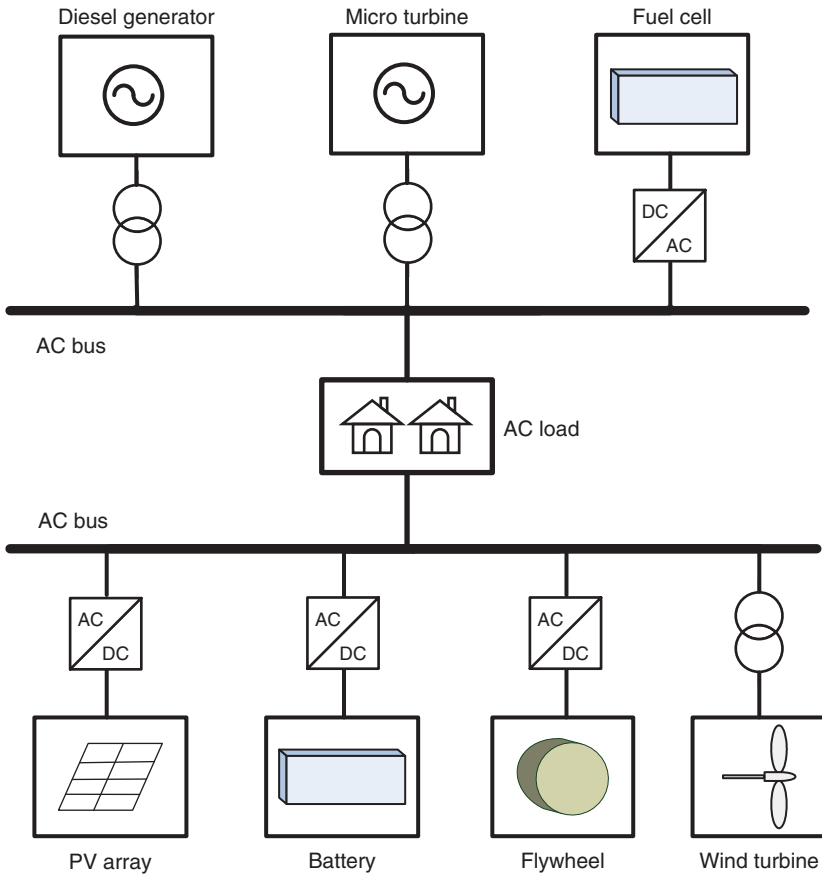 Diesel generator
Micro turbine
Fuel cell
DC
AC
AC bus
AC load
AC bus
AC
DC
AC
DC
AC
DC
PV array
Battery
Flywheel
Wind turbine